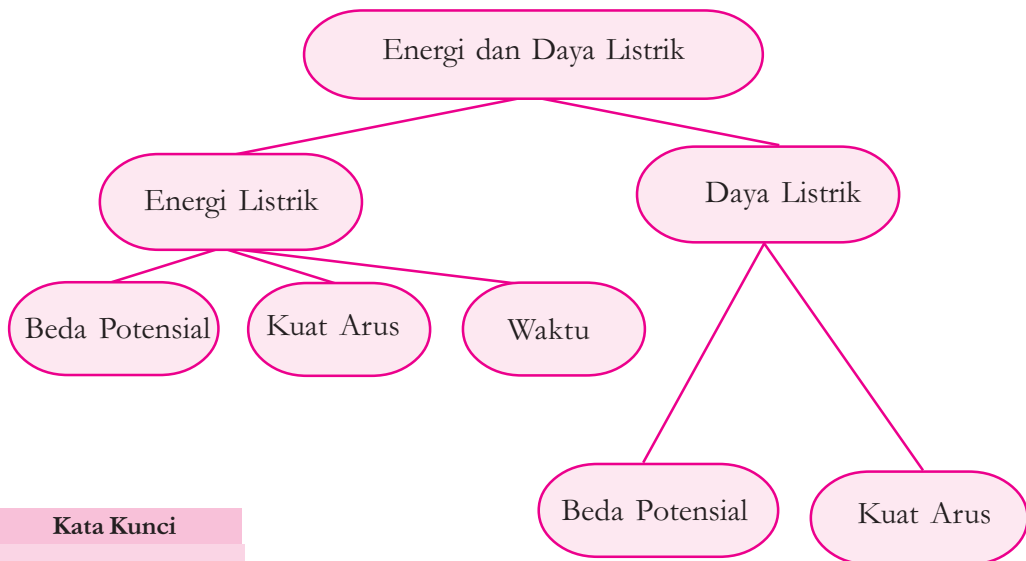 Energi dan Daya Listrik
Energi Listrik
Daya Listrik
Beda Potensial
Kuat Arus
Waktu
Beda Potensial
Kuat Arus
Kata Kunci